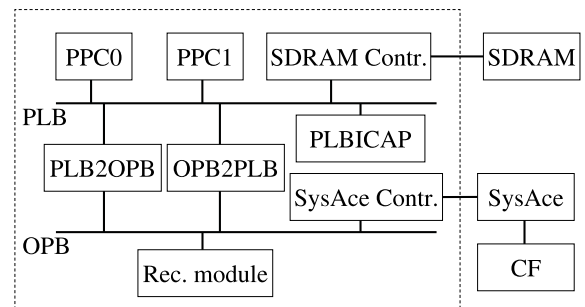 PPC0 PPC1 SDRAM Contr. SDRAM
PLB
PLBICAP
PLB2OPB OPB2PLB
SysAce Contr. SysAce
OPB
Rec. module CF